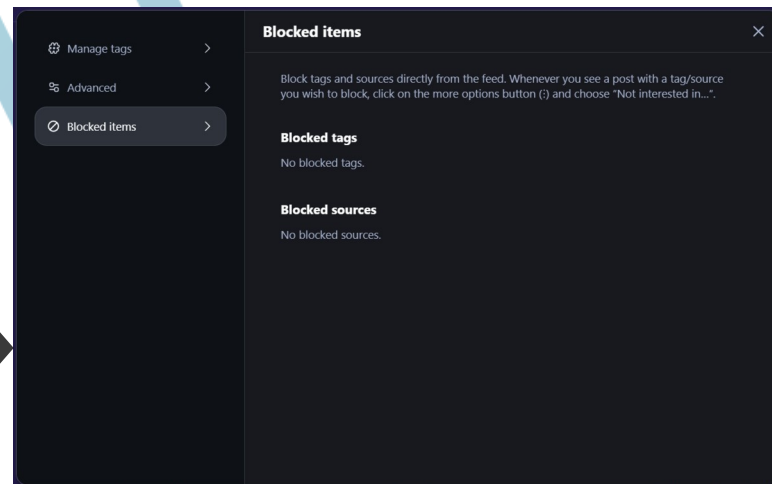 Manage tags
Advanced
Blocked items
Blocked items
Block tags and sources directly from the feed. Whenever you see a post with a tag/source
you wish to block, click on the more options button (⋮) and choose “Not interested in...”.
Blocked tags
No blocked tags.
Blocked sources
No blocked sources.